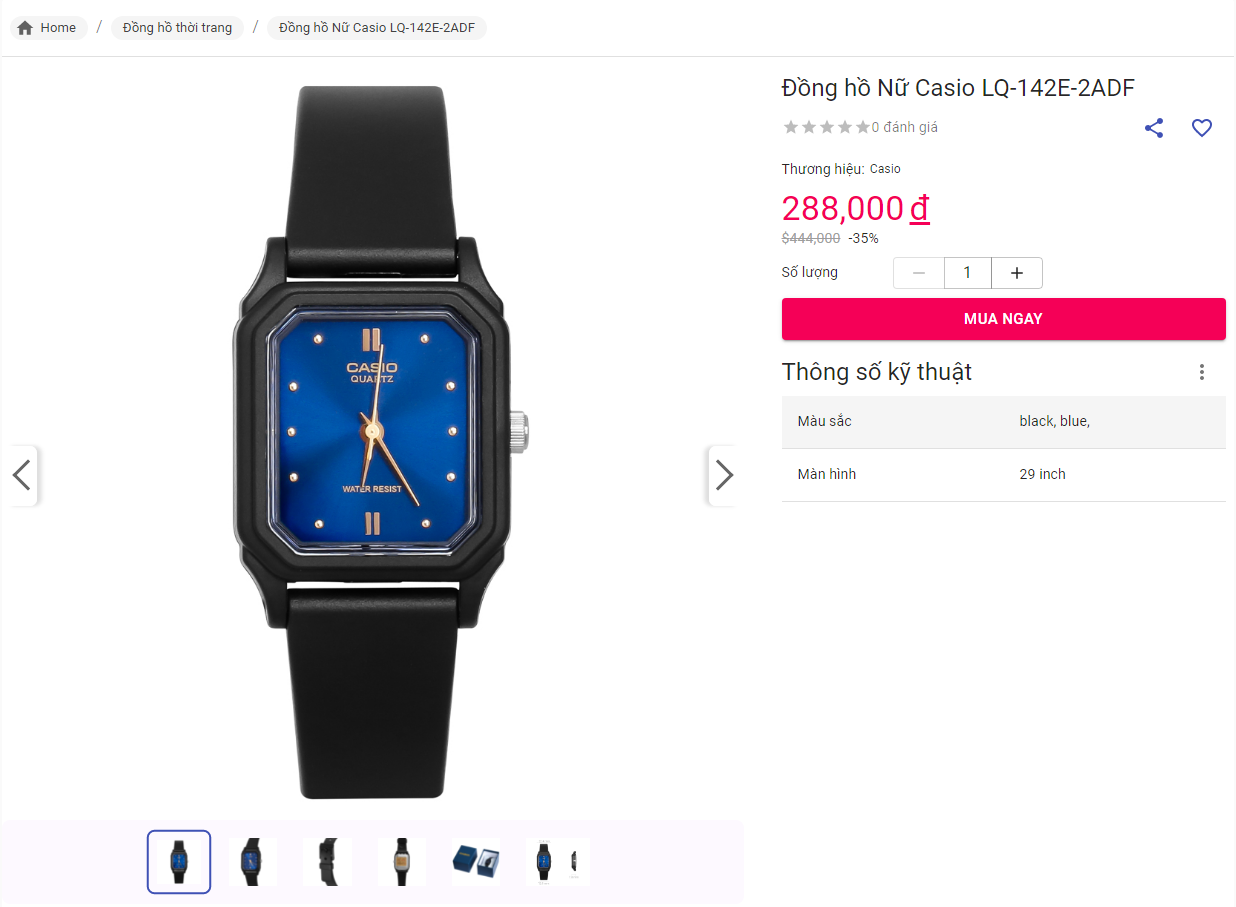 Home / Đồng hồ thời trang / Đồng hồ Nữ Casio LQ-142E-2ADF
Đồng hồ Nữ Casio LQ-142E-2ADF
0 đánh giá
Thương hiệu: Casio
288,000 đ
$444,000 -35%
Số lượng 1
MUA NGAY
Thông số kỹ thuật
Màu sắc black, blue,
Màn hình 29 inch
CASIO
QUARTZ
WATER RESIST